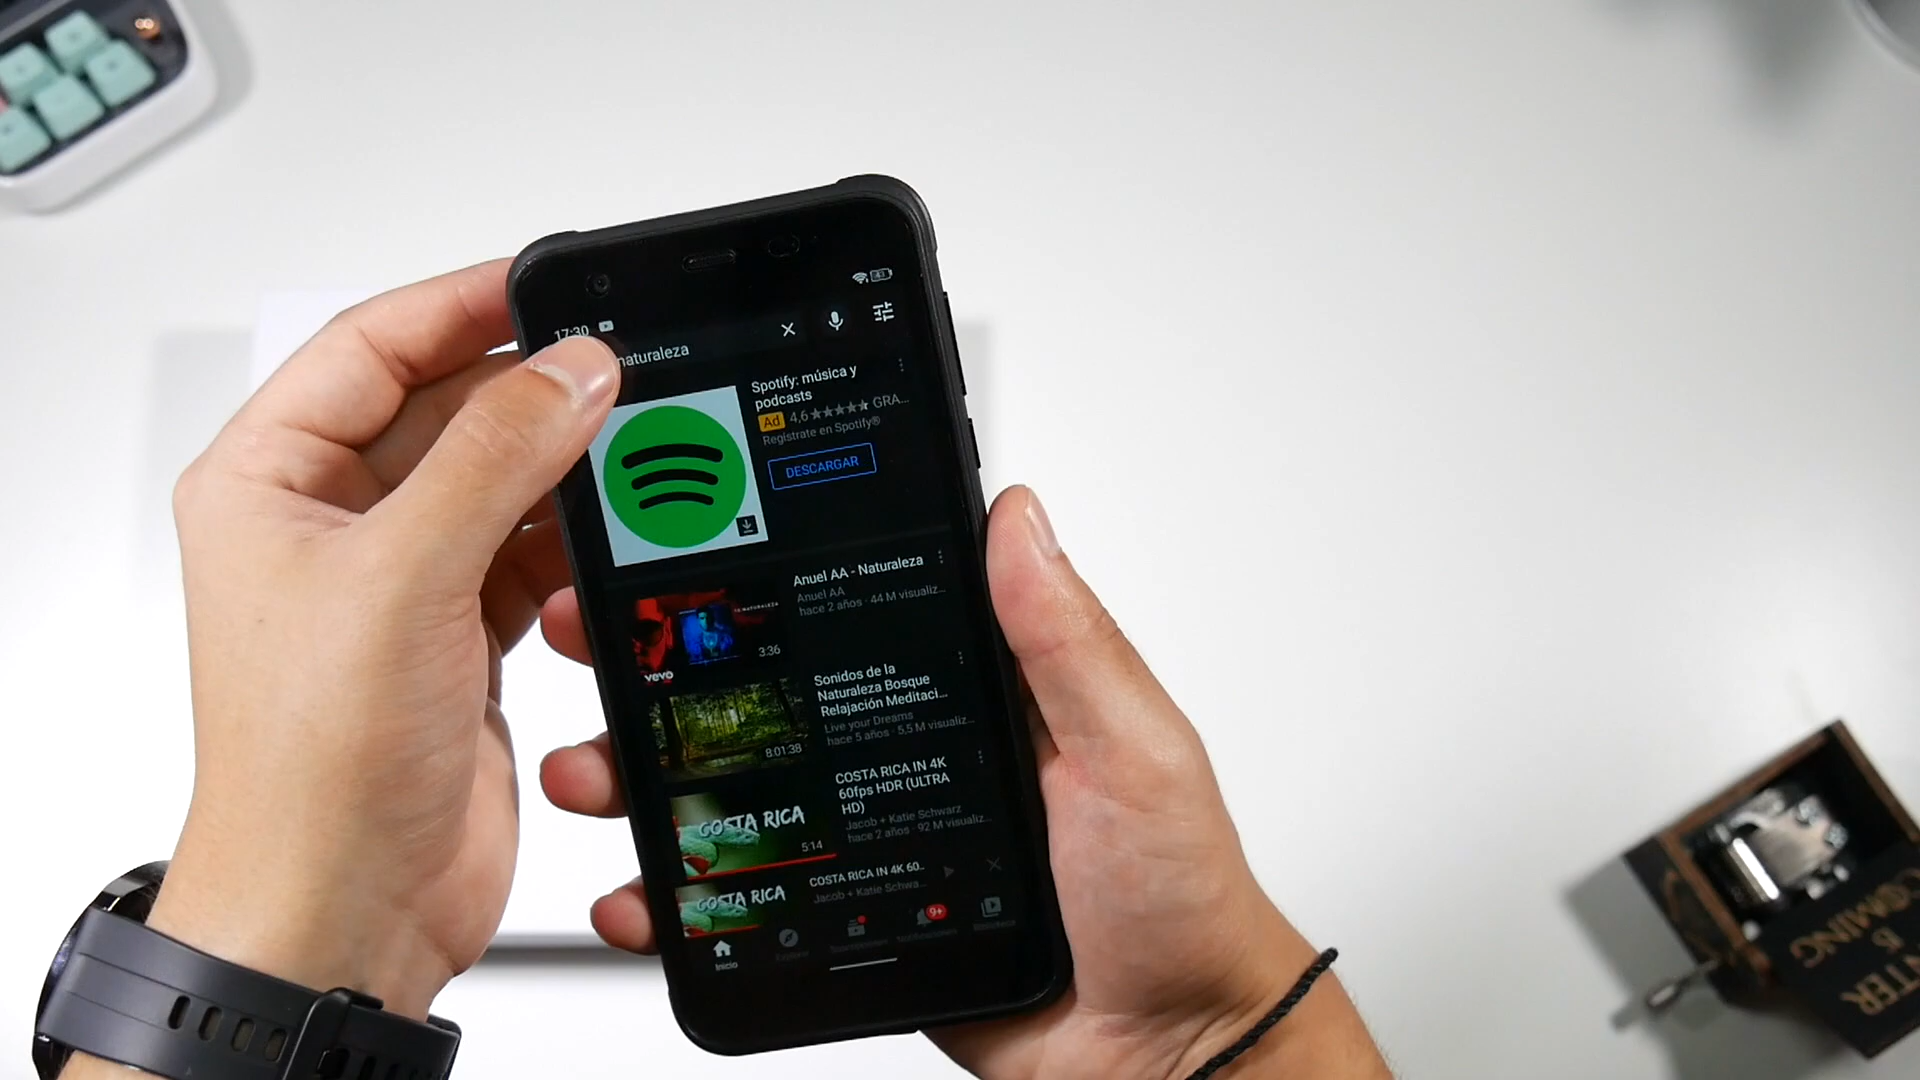 17:30
naturaleza
Spotify: música y
podcasts
Ad 4,6 GRA...
Regístrate en Spotify®
DESCARGAR
Anuel AA - Naturaleza
Anuel AA
hace 2 años · 44 M visualiz...
3:36
vevo
Sonidos de la
Naturaleza Bosque
Relajación Meditaci...
Live your Dreams
hace 5 años · 5,5 M visualiz...
8:01:38
COSTA RICA IN 4K
60fps HDR (ULTRA
HD)
Jacob + Katie Schwarz
hace 2 años · 92 M visualiz...
COSTA RICA
5:14
COSTA RICA IN 4K 60...
Jacob + Katie Schwa...
COSTA RICA
9+
Inicio
COMING
IS
NTER